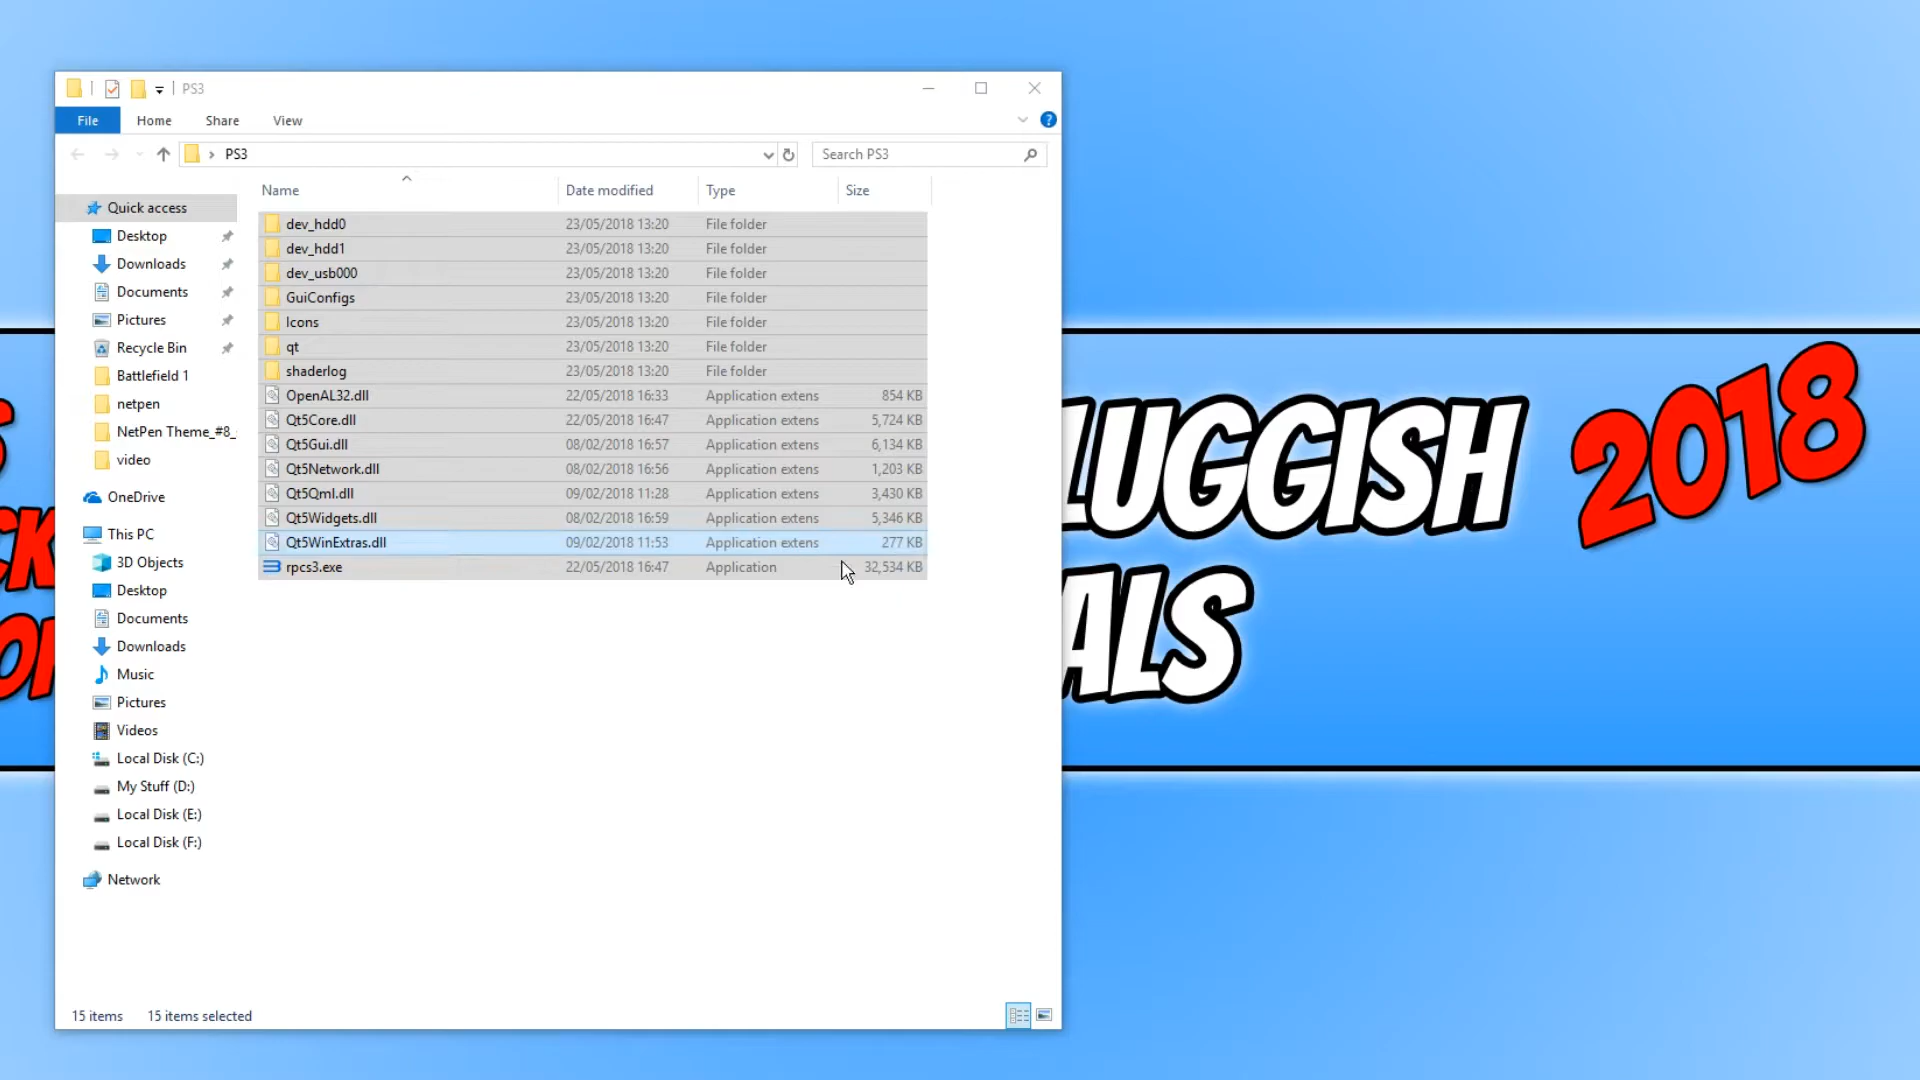 PS3
File Home Share View
PS3
Search PS3
Name Date modified Type Size
Quick access
Desktop
Downloads
Documents
Pictures
Recycle Bin
Battlefield 1
netpen
NetPen Theme_#8_
video
OneDrive
This PC
3D Objects
Desktop
Documents
Downloads
Music
Pictures
Videos
Local Disk (C:)
My Stuff (D:)
Local Disk (E:)
Local Disk (F:)
Network
dev_hdd0 23/05/2018 13:20 File folder
dev_hdd1 23/05/2018 13:20 File folder
dev_usb000 23/05/2018 13:20 File folder
GuiConfigs 23/05/2018 13:20 File folder
Icons 23/05/2018 13:20 File folder
qt 23/05/2018 13:20 File folder
shaderlog 23/05/2018 13:20 File folder
OpenAL32.dll 22/05/2018 16:33 Application extens 854 KB
Qt5Core.dll 22/05/2018 16:47 Application extens 5,724 KB
Qt5Gui.dll 08/02/2018 16:57 Application extens 6,134 KB
Qt5Network.dll 08/02/2018 16:56 Application extens 1,203 KB
Qt5Qml.dll 09/02/2018 11:28 Application extens 3,430 KB
Qt5Widgets.dll 08/02/2018 16:59 Application extens 5,346 KB
Qt5WinExtras.dll 09/02/2018 11:53 Application extens 277 KB
rpcs3.exe 22/05/2018 16:47 Application 32,534 KB
15 items 15 items selected
LUGGISH 2018
ALS